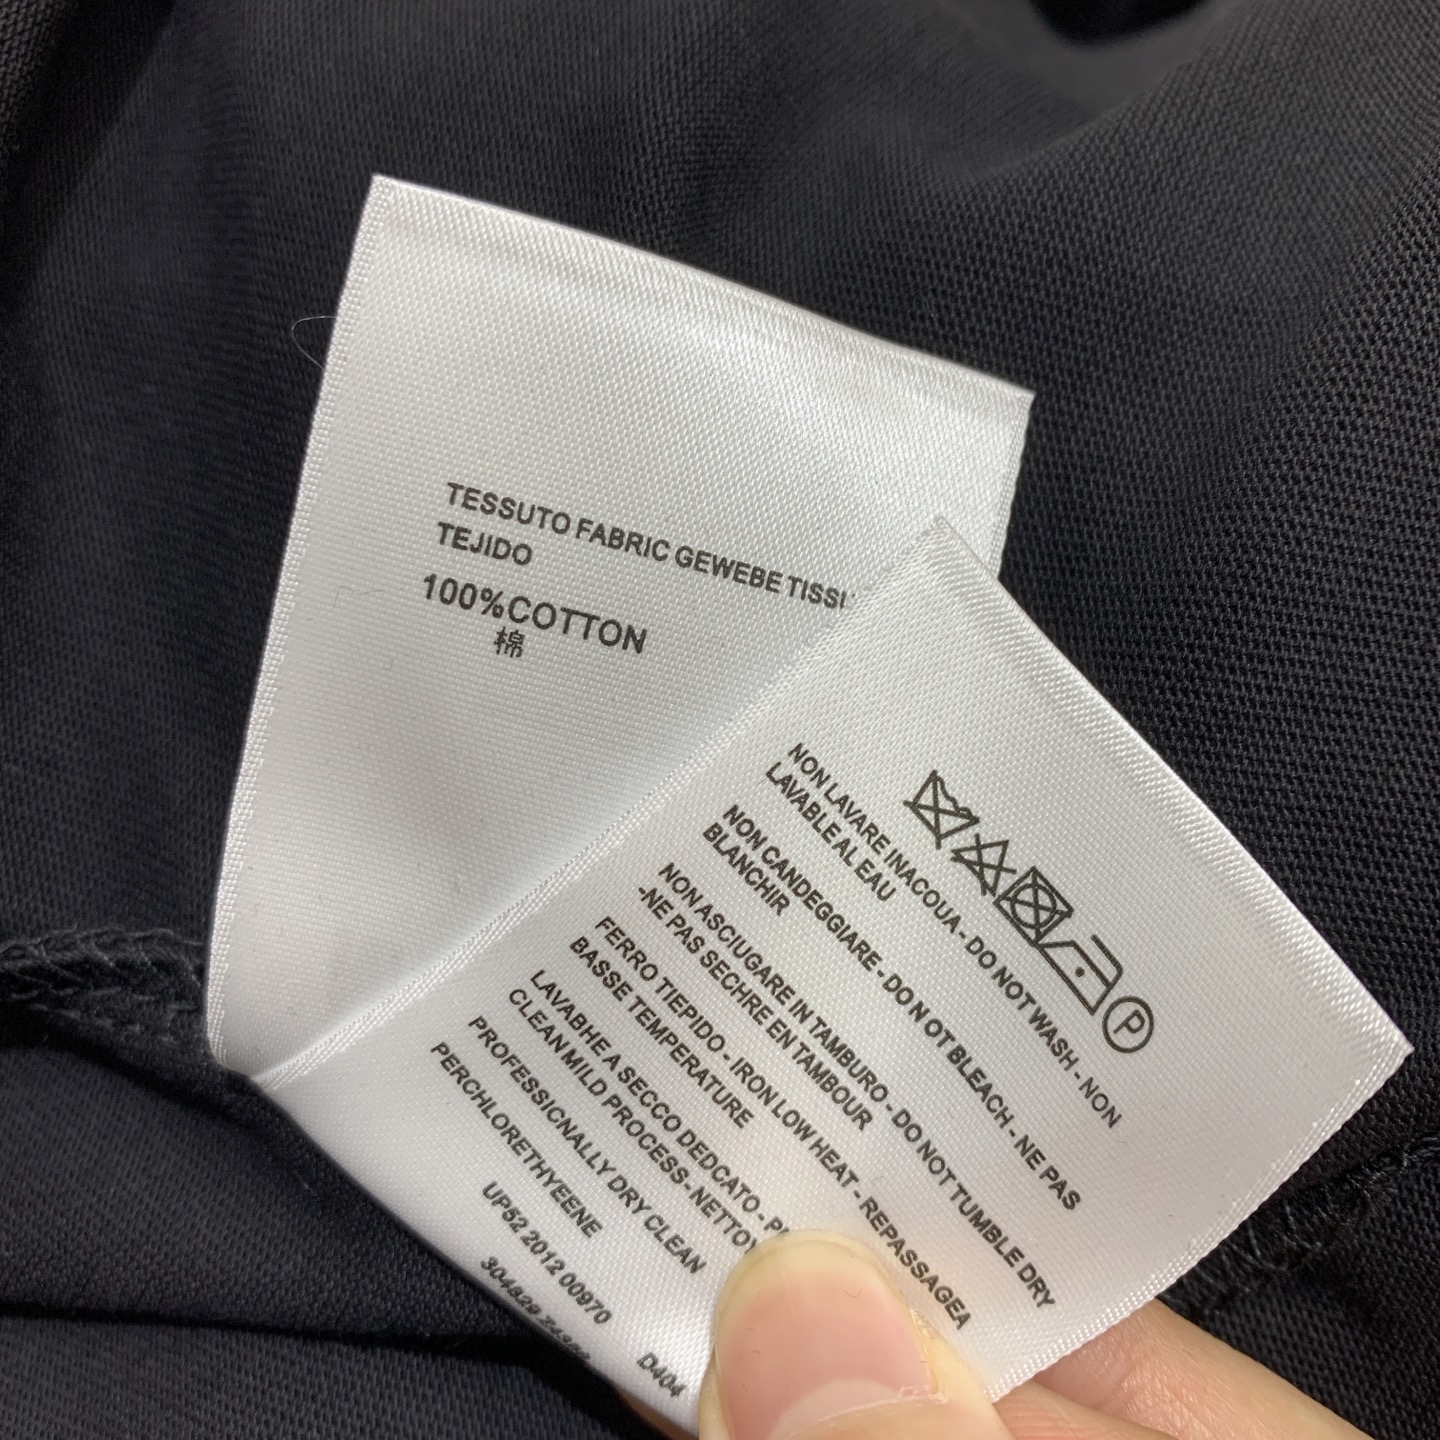 TESSUTO FABRIC GEWEBE
TEJIDO
100%COTTON
棉
NON LAVARE INACOUA - DO NOT WASH - NON
LAVABLE AL EAU
NON CANDEGGIARE - DO NOT BLEACH - NE PAS
BLANCHIR
NON ASCIUGARE IN TAMBURO - DO NOT TUMBLE DRY
-NE PAS SECHRE EN TAMBOUR
FERRO TIEPIDO - IRON LOW HEAT - REPASSAGEA
BASSE TEMPERATURE
LAVABHE A SECCO DEDCATO -
CLEAN MILD PROCESS-
PROFESSICNALLY DRY CLEAN
PERCHLORETHYEENE
UP52 2012 00970
D404
P